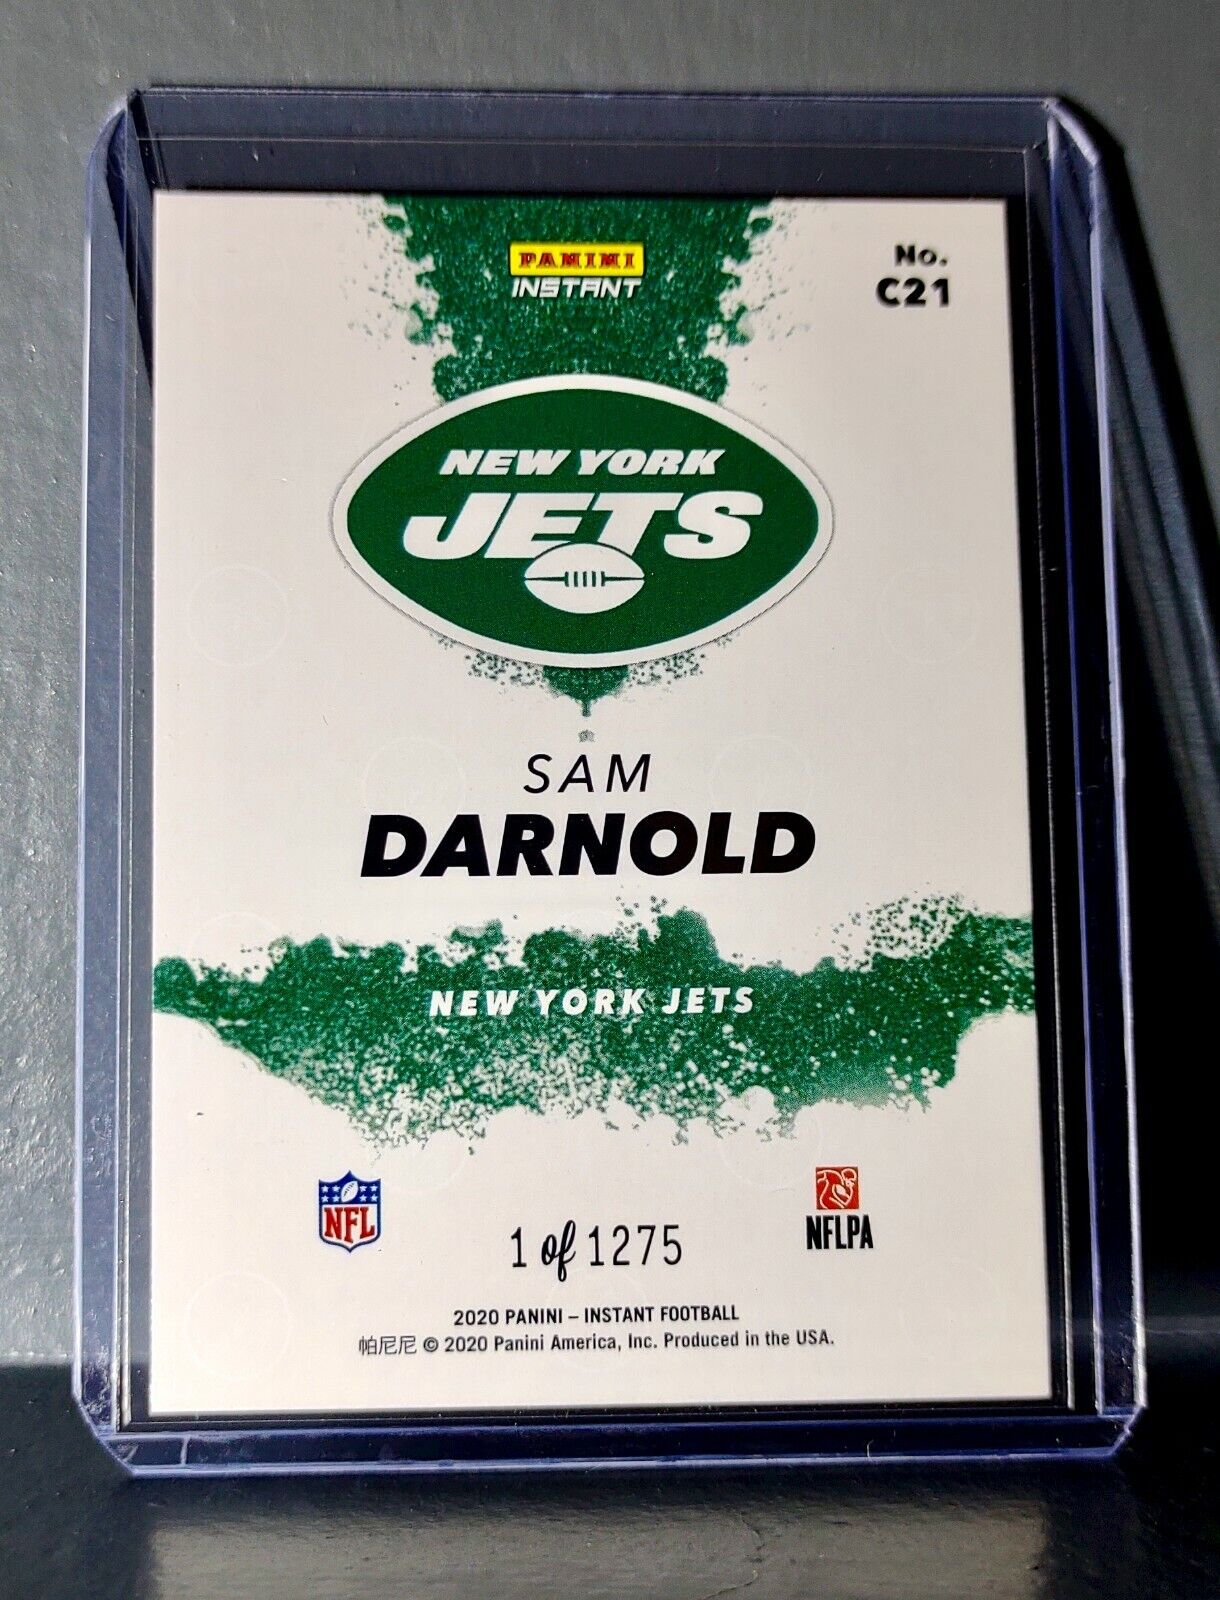 PANINI
INSTANT
No.
C21
NEW YORK
JETS
SAM
DARNOLD
NEW YORK JETS
NFL
NFLPA
1 of 1275
2020 PANINI – INSTANT FOOTBALL
帕尼尼 © 2020 Panini America, Inc. Produced in the USA.